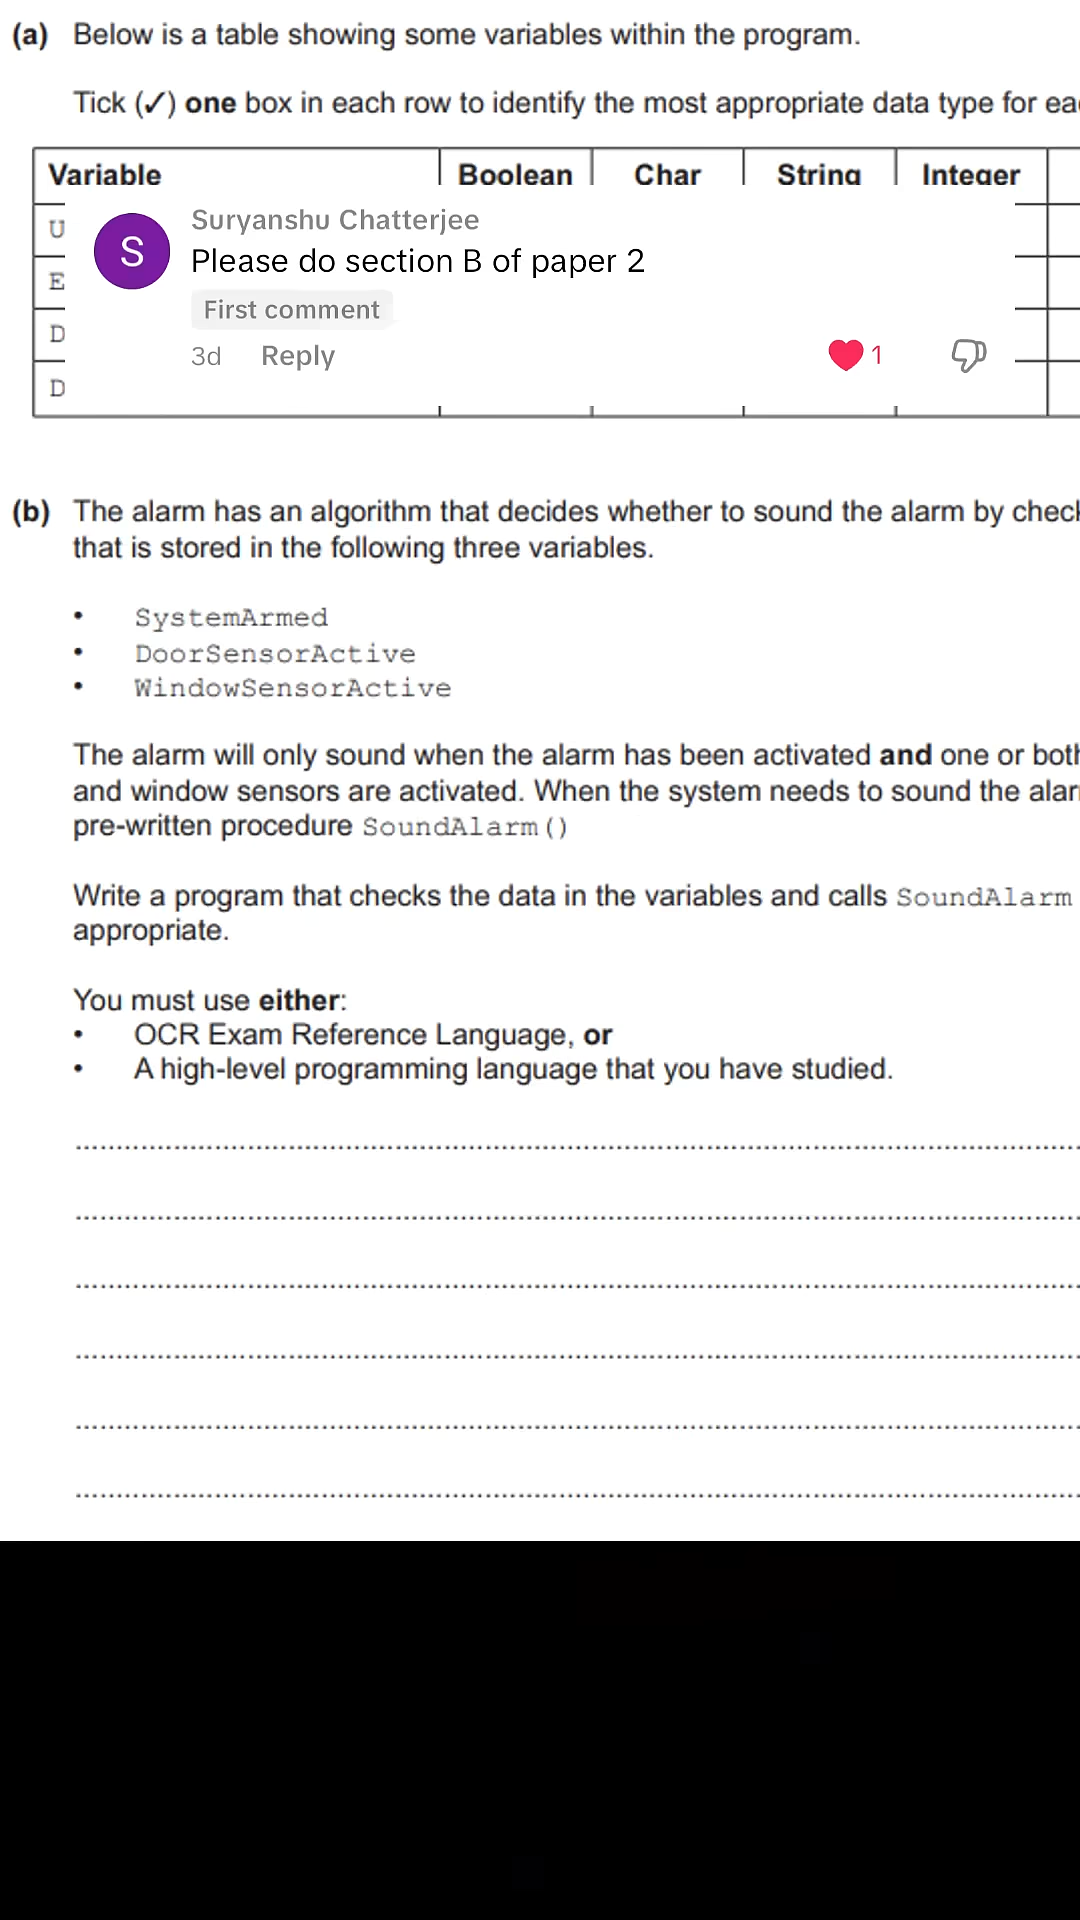 (a) Below is a table showing some variables within the program.
Tick (✓) one box in each row to identify the most appropriate data type for ea
Variable Boolean Char String Integer
U
E
D
D
S
Suryanshu Chatterjee
Please do section B of paper 2
First comment
3d Reply 1
(b) The alarm has an algorithm that decides whether to sound the alarm by check
that is stored in the following three variables.
• SystemArmed
• DoorSensorActive
• WindowSensorActive
The alarm will only sound when the alarm has been activated and one or both
and window sensors are activated. When the system needs to sound the alar
pre-written procedure SoundAlarm()
Write a program that checks the data in the variables and calls SoundAlarm
appropriate.
You must use either:
• OCR Exam Reference Language, or
• A high-level programming language that you have studied.